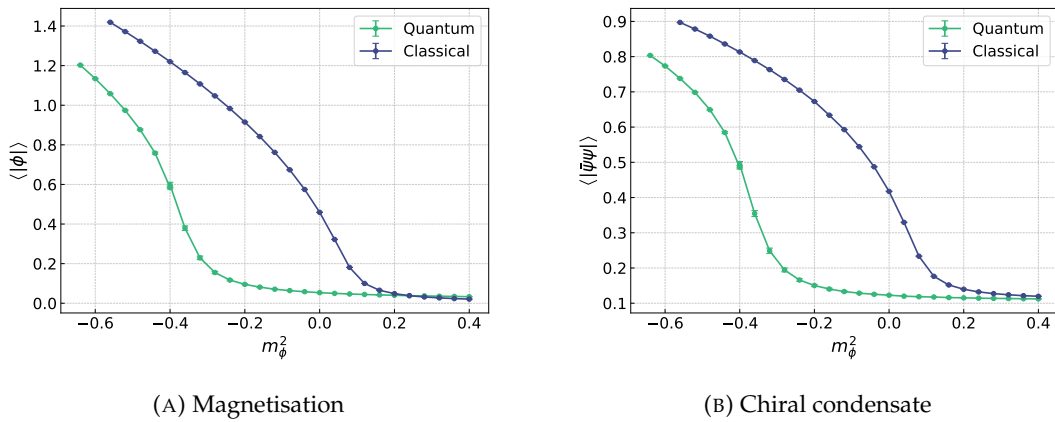 1.4
1.2
1.0
0.8
0.6
0.4
0.2
0.0
⟨|ϕ|⟩
Quantum
Classical
−0.6 −0.4 −0.2 0.0 0.2 0.4
m²ϕ
(A) Magnetisation
0.9
0.8
0.7
0.6
0.5
0.4
0.3
0.2
0.1
⟨|ψ̄ψ|⟩
Quantum
Classical
−0.6 −0.4 −0.2 0.0 0.2 0.4
m²ϕ
(B) Chiral condensate